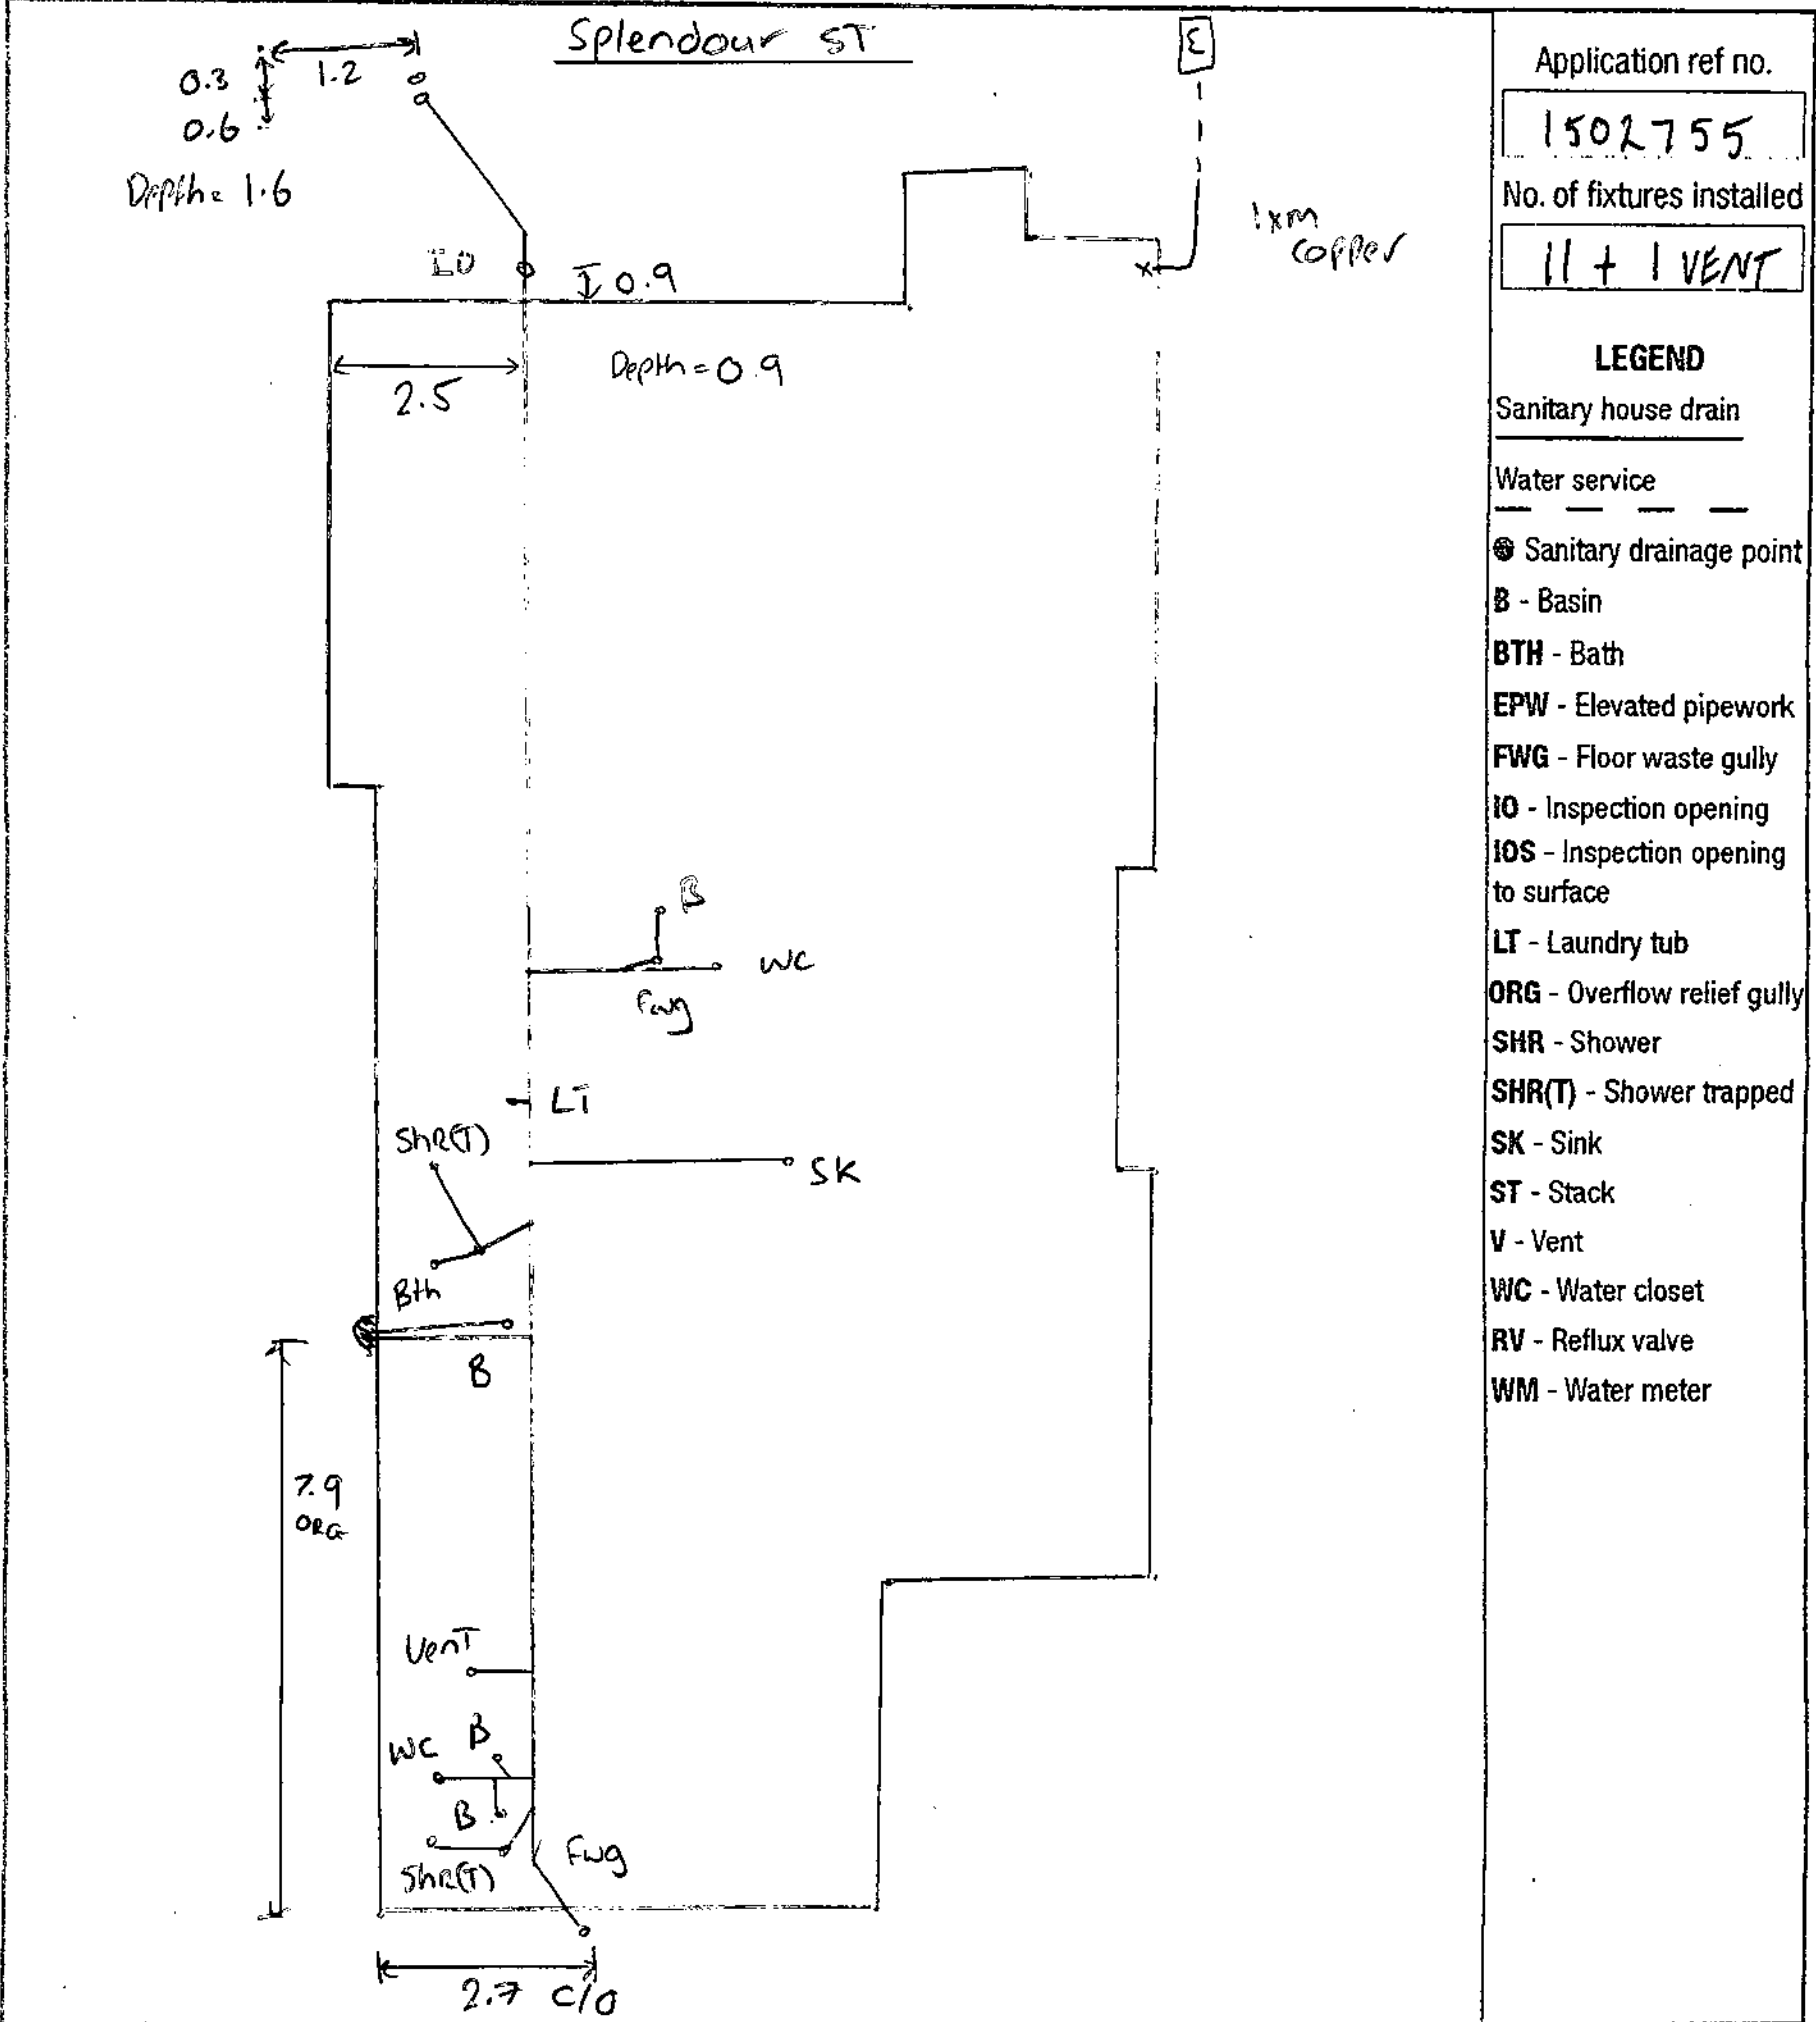 Splendour ST
Σ
0.3
1.2
0.6
Depth= 1.6
IO
0.9
2.5
Depth = 0.9
1xm
copper
x
B
WC
Fwg
LT
ShR(T)
SK
Bth
B
7.9
ORG
VenT
WC
B
B
ShR(T)
Fwg
2.7 C/O
Application ref no.
1502755
No. of fixtures installed
11 + 1 VENT
LEGEND
Sanitary house drain
Water service
Sanitary drainage point
B - Basin
BTH - Bath
EPW - Elevated pipework
FWG - Floor waste gully
IO - Inspection opening
IOS - Inspection opening
to surface
LT - Laundry tub
ORG - Overflow relief gully
SHR - Shower
SHR(T) - Shower trapped
SK - Sink
ST - Stack
V - Vent
WC - Water closet
RV - Reflux valve
WM - Water meter